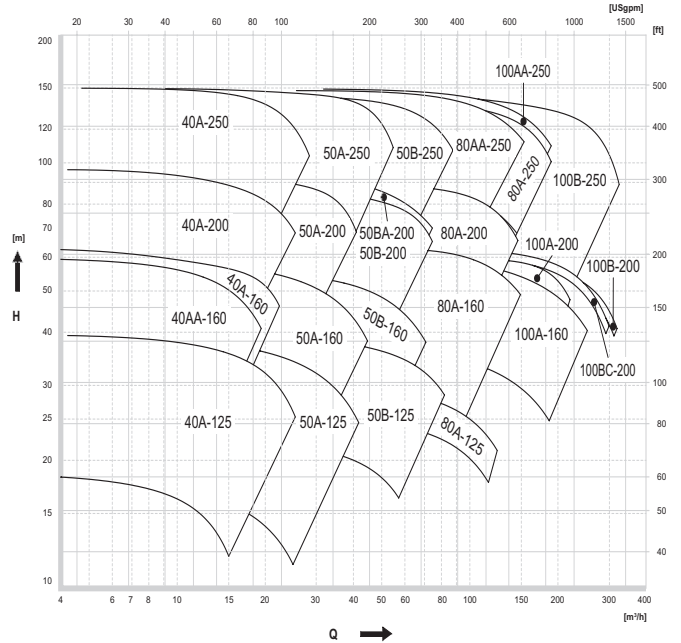 [USgpm]
20 30 40 60 80 100 200 300 400 600 1000 1500
[ft]
200
150
120
100
80
60
50
40
30
25
20
15
10
[m]
H
500
400
300
200
150
100
80
60
50
40
100AA-250
40A-250
50A-250
50B-250
80AA-250
80A-250
100B-250
40A-200
50A-200
50BA-200
50B-200
80A-200
100A-200
100B-200
40A-160
40AA-160
50A-160
50B-160
80A-160
100A-160
100BC-200
40A-125
50A-125
50B-125
80A-125
4 6 7 8 10 15 20 30 40 50 60 80 100 150 200 300 400
[m³/h]
Q